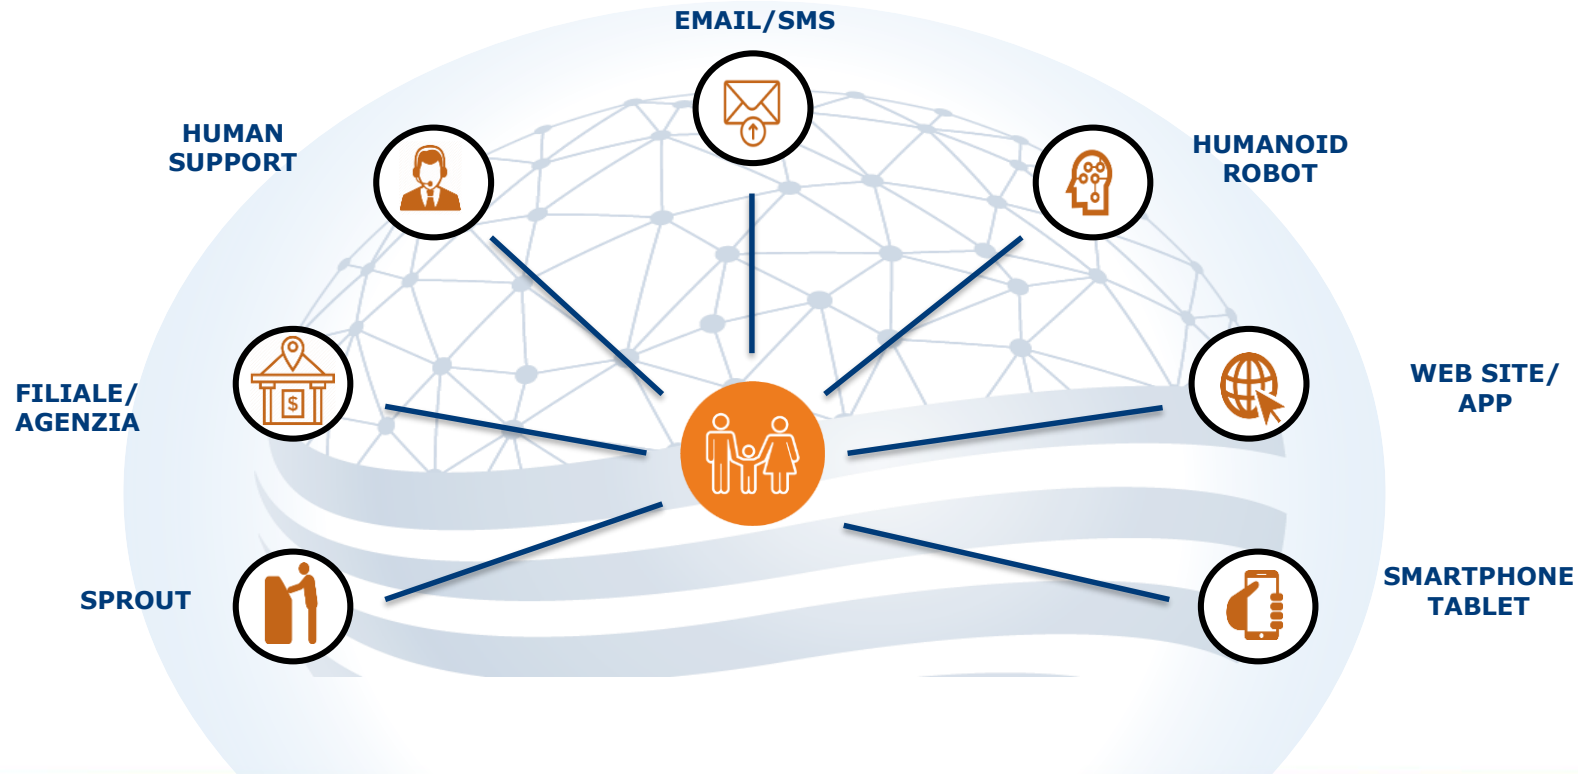 EMAIL/SMS
HUMAN
SUPPORT
HUMANOID
ROBOT
FILIALE/
AGENZIA
$
WEB SITE/
APP
SPROUT
SMARTPHONE
TABLET